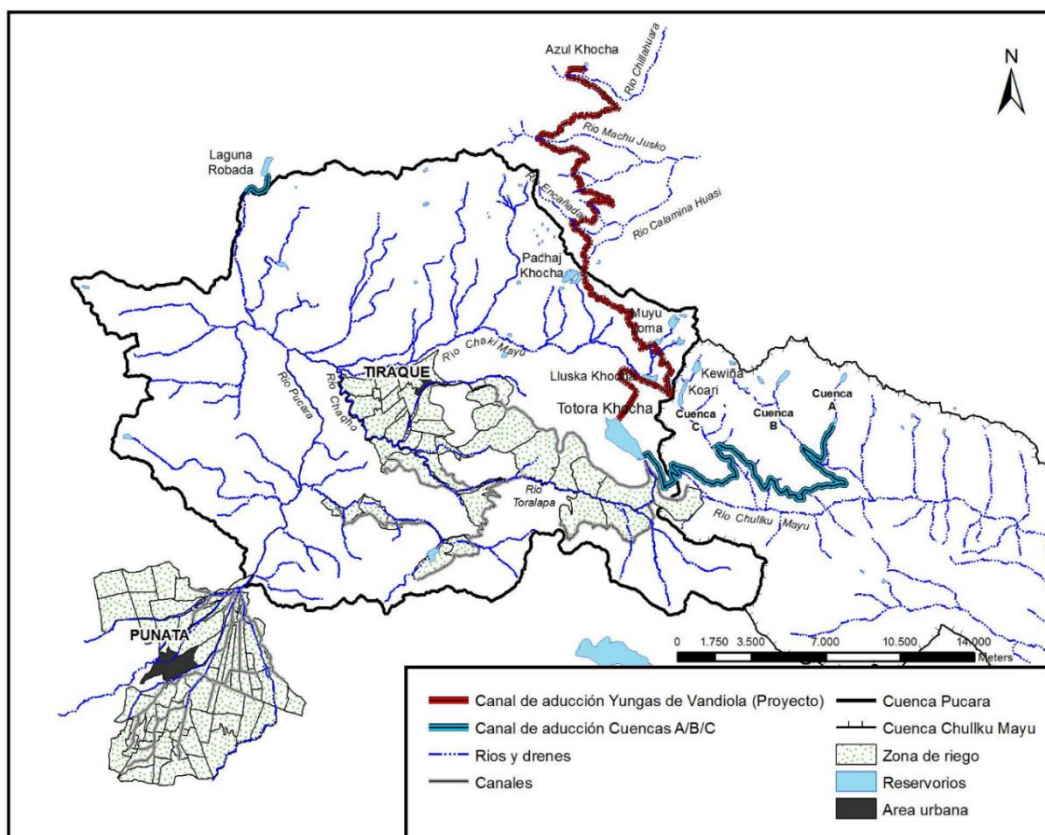 Azul Khocha
Rio Chillahuara
N
Rio Machu Jusko
Laguna
Robada
Encañada
Rio Calamina Huasi
Pachaj
Khocha
Muyu
Loma
Rio Chaki Mayu
TIRAQUE
Lluska Khocha
Kewiña
Koari
Cuenca
A
Cuenca
B
Cuenca
C
Rio Pucara
Rio Chaqho
Totora Khocha
Rio
Toralapa
Rio Chullku Mayu
PUNATA
0 1.750 3.500 7.000 10.500 14.000
Meters
Canal de aducción Yungas de Vandiola (Proyecto)
Canal de aducción Cuencas A/B/C
Rios y drenes
Canales
Cuenca Pucara
Cuenca Chullku Mayu
Zona de riego
Reservorios
Area urbana